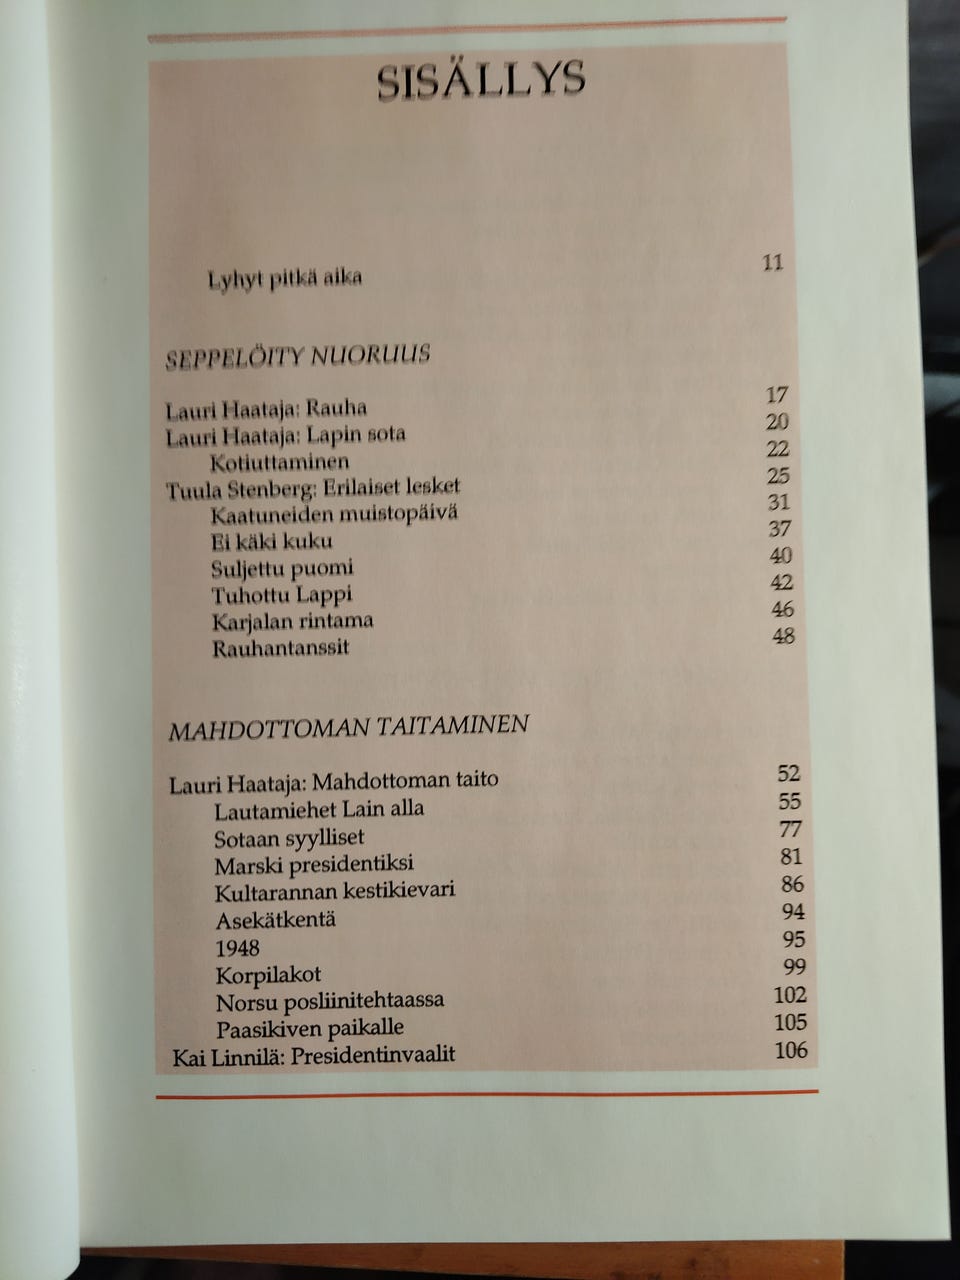 SISÄLLYS
Lyhyt pitkä aika 11
SEPPELÖITY NUORUUS
Lauri Haataja: Rauha 17
Lauri Haataja: Lapin sota 20
Kotiuttaminen 22
Tuula Stenberg: Erilaiset lesket 25
Kaatuneiden muistopäivä 31
Ei käki kuku 37
Suljettu puomi 40
Tuhottu Lappi 42
Karjalan rintama 46
Rauhantanssit 48
MAHDOTTOMAN TAITAMINEN
Lauri Haataja: Mahdottoman taito 52
Lautamiehet Lain alla 55
Sotaan syylliset 77
Marski presidentiksi 81
Kultarannan kestikievari 86
Asekätkentä 94
1948 95
Korpilakot 99
Norsu posliinitehtaassa 102
Paasikiven paikalle 105
Kai Linnilä: Presidentinvaalit 106